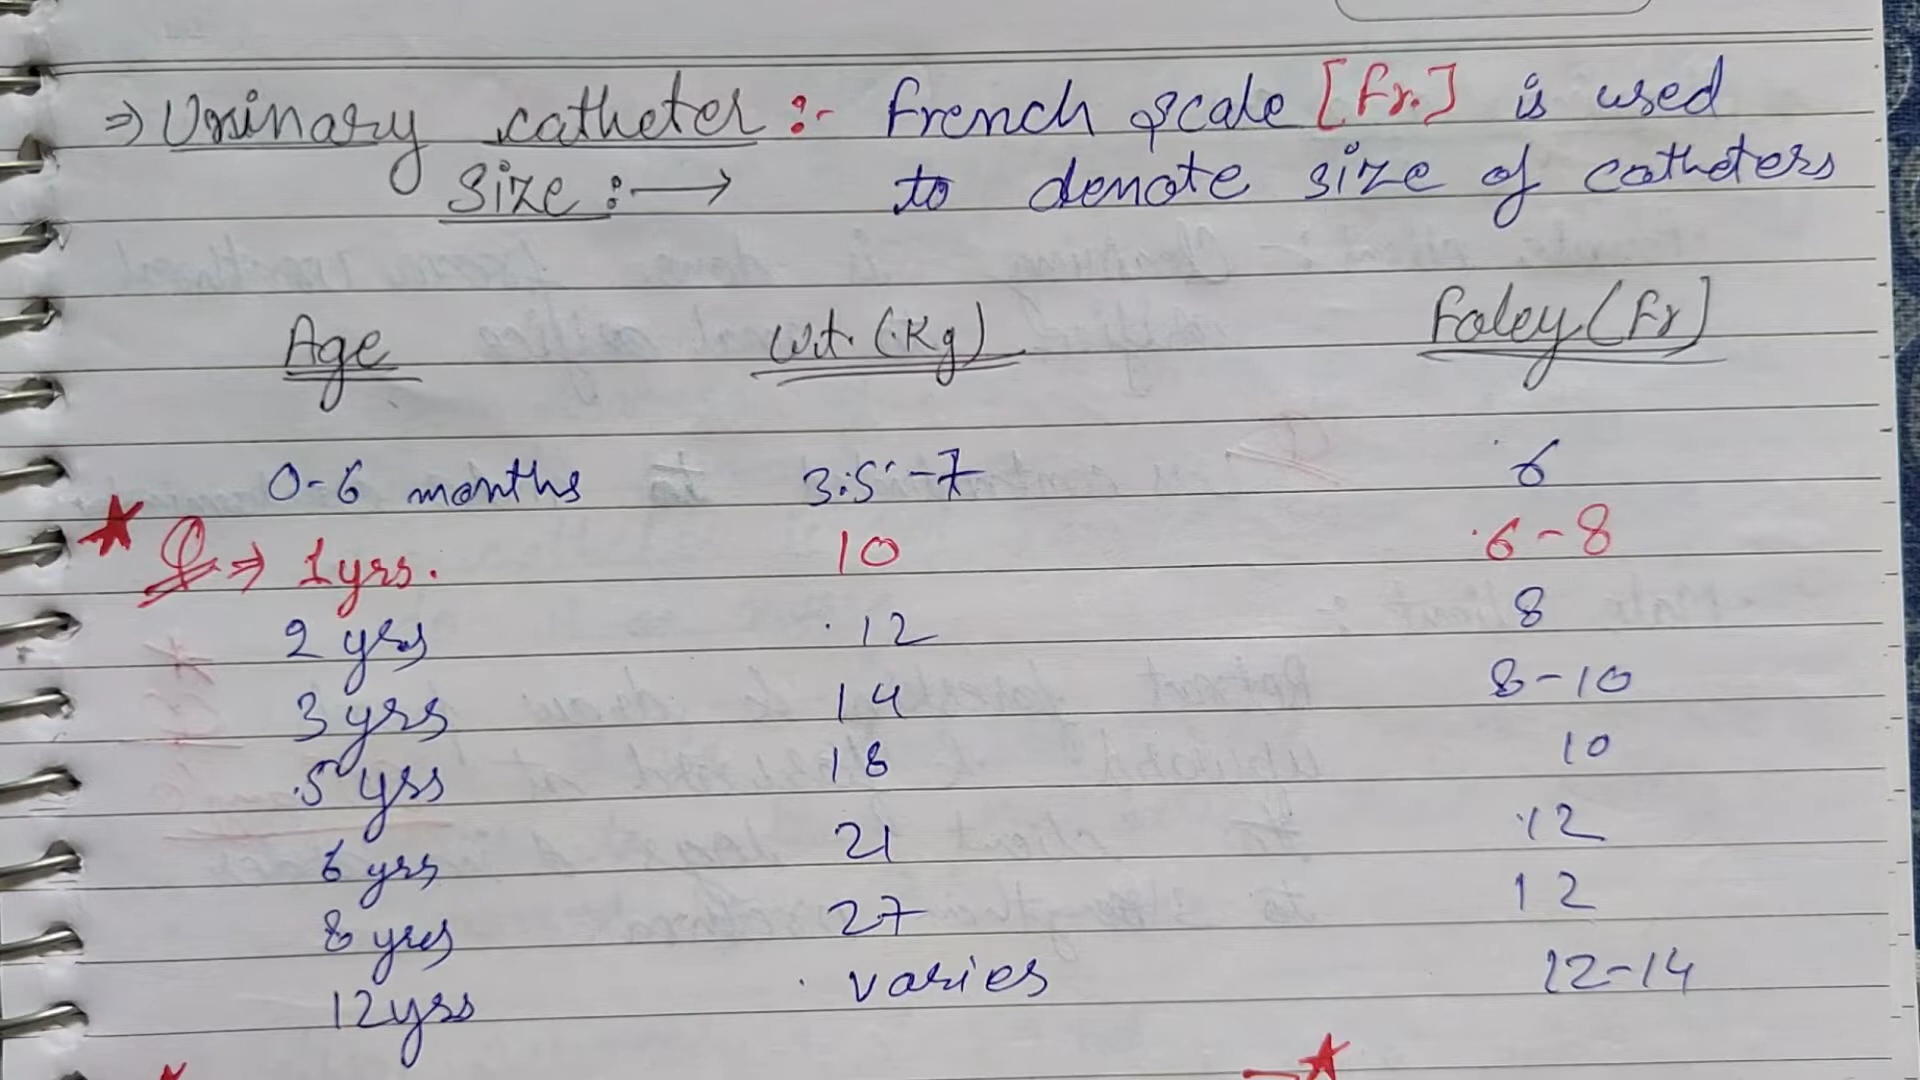 ⇒ Urinary catheter :- French scale [Fr.] is used
Size :⟶ to denote size of catheters
Age Wt. (Kg) Foley (Fr)
0-6 months 3.5-7 6
Q ⇒ 1 yrs. 10 6-8
2 yrs 12 8
3 yrs 14 8-10
5 yrs 18 10
6 yrs 21 12
8 yrs 27 12
12 yrs varies 12-14